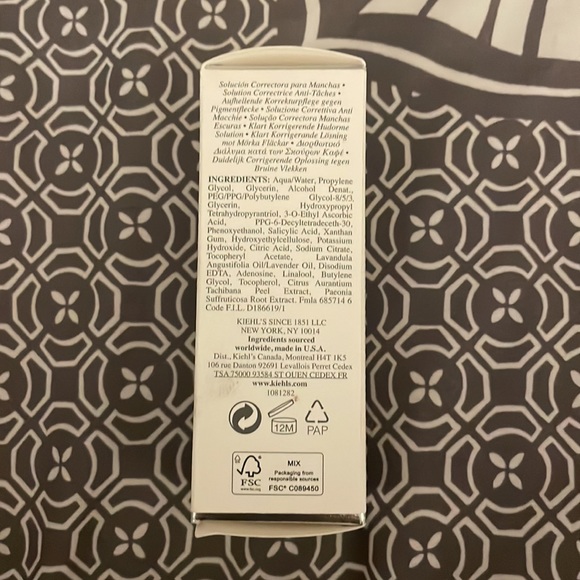 Solución Correctora para Manchas •
Solution Correctrice Anti-Tâches •
Aufhellende Korrekturpflege gegen
Pigmentflecke • Soluzione Correttiva Anti
Macchie • Solução Correctora Manchas
Escuras • Klart Korrigerende Hudorme
Solution • Klart Korrigerande Lösning
mot Mörka Fläckar • Διορθωτικό
Διάλυμα κατά των Σκούρων Καφέ •
Duidelijk Corrigerende Oplossing tegen
Bruine Vlekken
INGREDIENTS: Aqua/Water, Propylene
Glycol, Glycerin, Alcohol Denat.,
PEG/PPG/Polybutylene Glycol-8/5/3,
Glycerin, Hydroxypropyl
Tetrahydropyrantriol, 3-O-Ethyl Ascorbic
Acid, PPG-6-Decyltetradeceth-30,
Phenoxyethanol, Salicylic Acid, Xanthan
Gum, Hydroxyethylcellulose, Potassium
Hydroxide, Citric Acid, Sodium Citrate,
Tocopheryl Acetate, Lavandula
Angustifolia Oil/Lavender Oil, Disodium
EDTA, Adenosine, Linalool, Butylene
Glycol, Tocopherol, Citrus Aurantium
Tachibana Peel Extract, Paeonia
Suffruticosa Root Extract. Fmla 685714 6
Code F.I.L. D186619/1
KIEHL'S SINCE 1851 LLC
NEW YORK, NY 10014
Ingredients sourced
worldwide, made in U.S.A.
Dist., Kiehl's Canada, Montreal H4T 1K5
106 rue Danton 92691 Levallois Perret Cedex
TSA 75000 93584 ST OUEN CEDEX FR
www.kiehls.com
1081282
12M
PAP
FSC
www.fsc.org
MIX
Packaging from
responsible sources
FSC® C089450